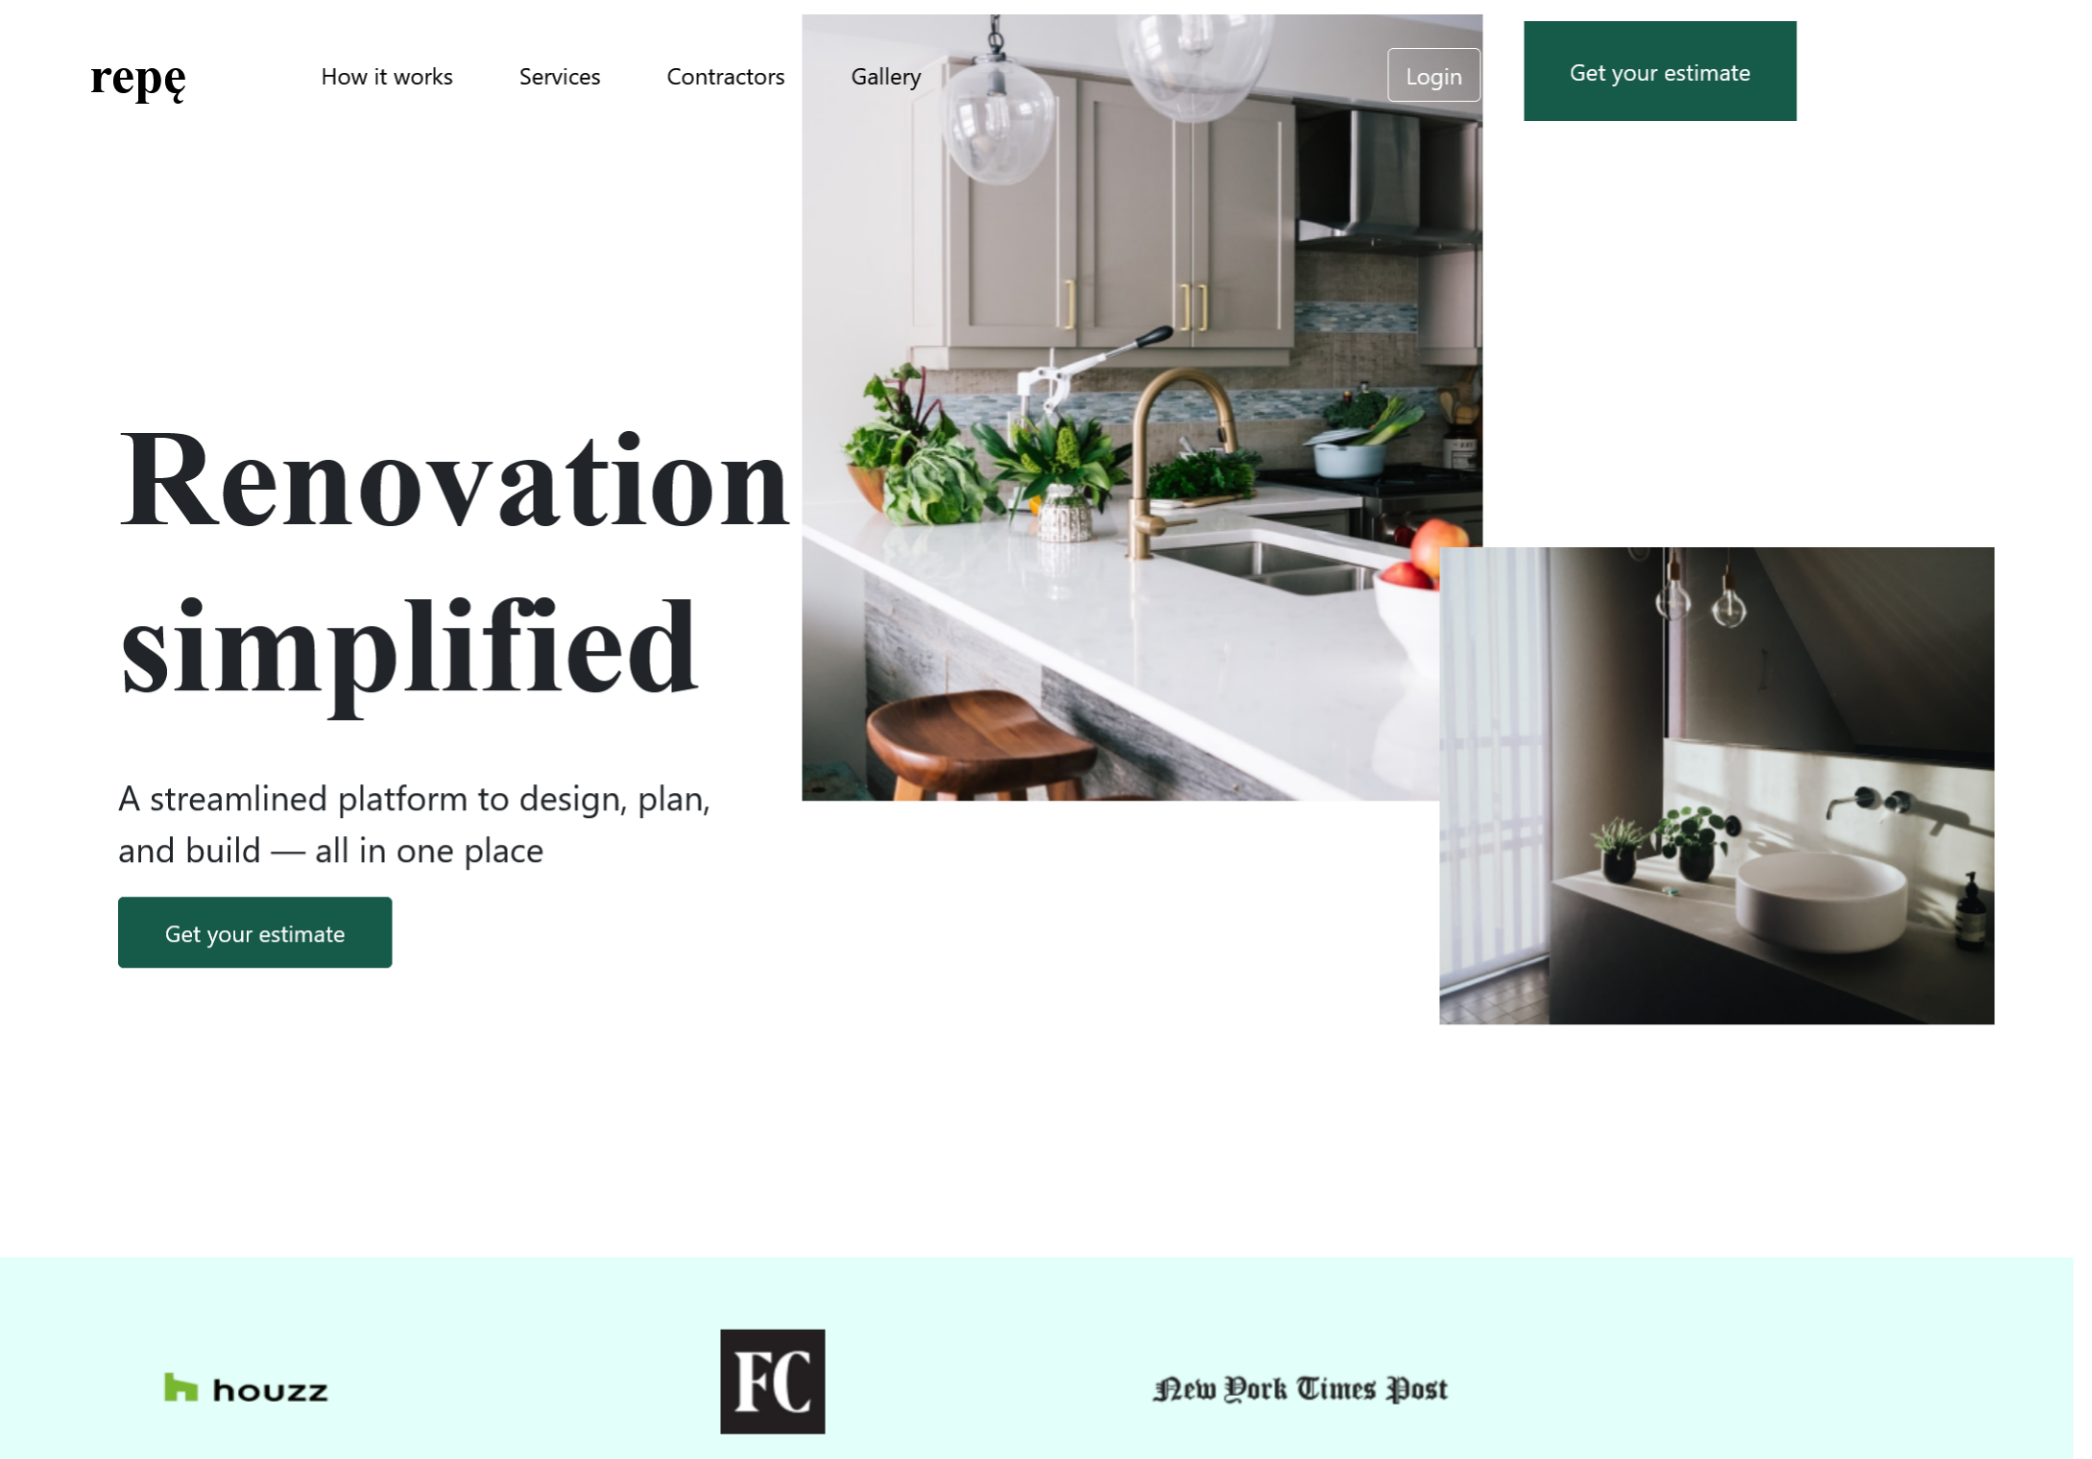 repę
How it works
Services
Contractors
Gallery
Login
Get your estimate
Renovation
simplified
A streamlined platform to design, plan,
and build — all in one place
Get your estimate
houzz
FC
New York Times Post